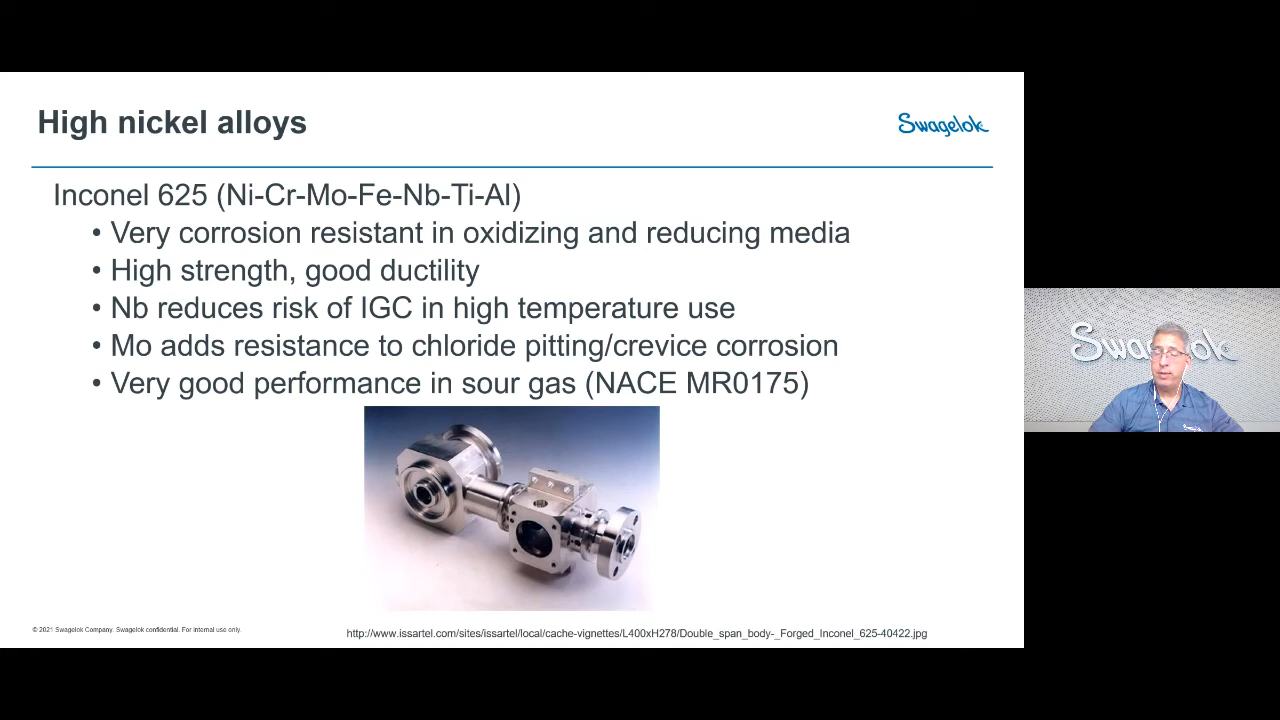 High nickel alloys
Swagelok
Inconel 625 (Ni-Cr-Mo-Fe-Nb-Ti-Al)
• Very corrosion resistant in oxidizing and reducing media
• High strength, good ductility
• Nb reduces risk of IGC in high temperature use
• Mo adds resistance to chloride pitting/crevice corrosion
• Very good performance in sour gas (NACE MR0175)
© 2021 Swagelok Company. Swagelok confidential. For internal use only.
http://www.issartel.com/sites/issartel/local/cache-vignettes/L400xH278/Double_span_body-_Forged_Inconel_625-40422.jpg
Swagelok